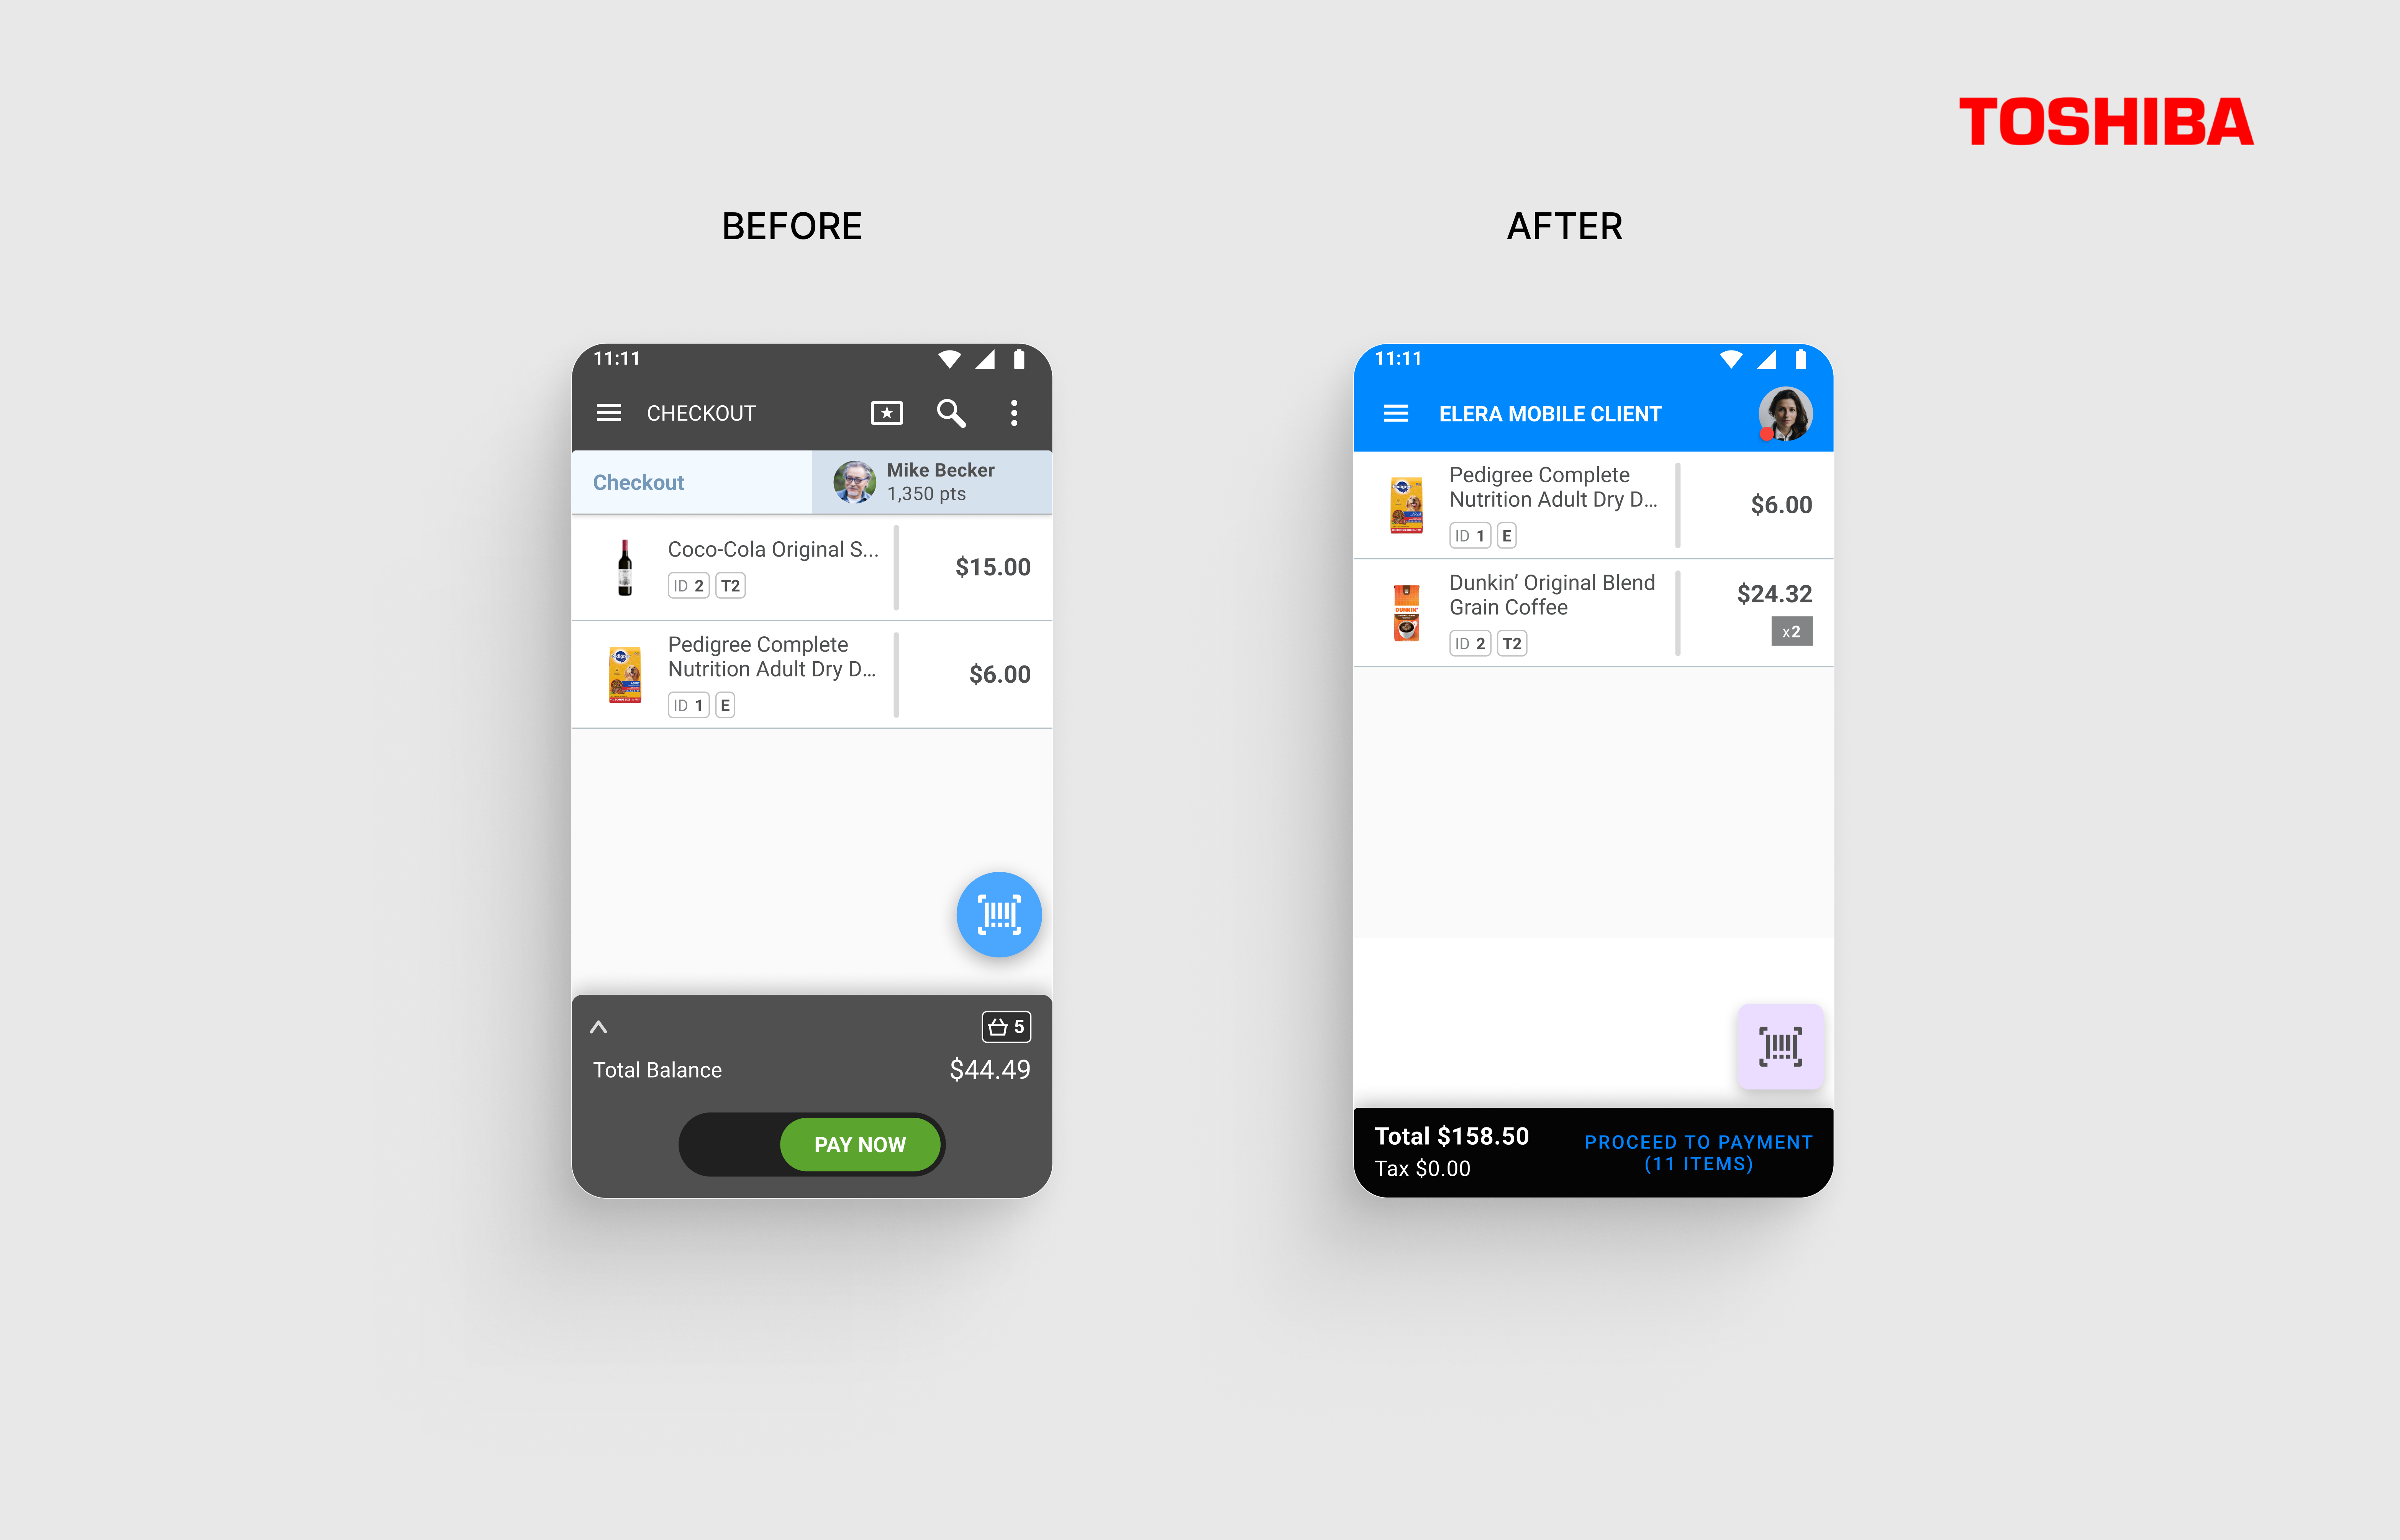 TOSHIBA
BEFORE
AFTER
11:11
CHECKOUT
Checkout
Mike Becker
1,350 pts
Coco-Cola Original S...
ID 2 T2
$15.00
Pedigree Complete
Nutrition Adult Dry D...
ID 1 E
$6.00
5
Total Balance
$44.49
PAY NOW
11:11
ELERA MOBILE CLIENT
Pedigree Complete
Nutrition Adult Dry D...
ID 1 E
$6.00
Dunkin’ Original Blend
Grain Coffee
ID 2 T2
$24.32
x2
DUNKIN'
Total $158.50
Tax $0.00
PROCEED TO PAYMENT
(11 ITEMS)